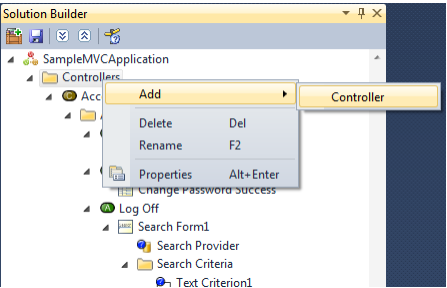 Solution Builder
SampleMVCApplication
Controllers
Acc
Add
Controller
Delete Del
Rename F2
Properties Alt+Enter
Change Password Success
Log Off
Search Form1
Search Provider
Search Criteria
Text Criterion1